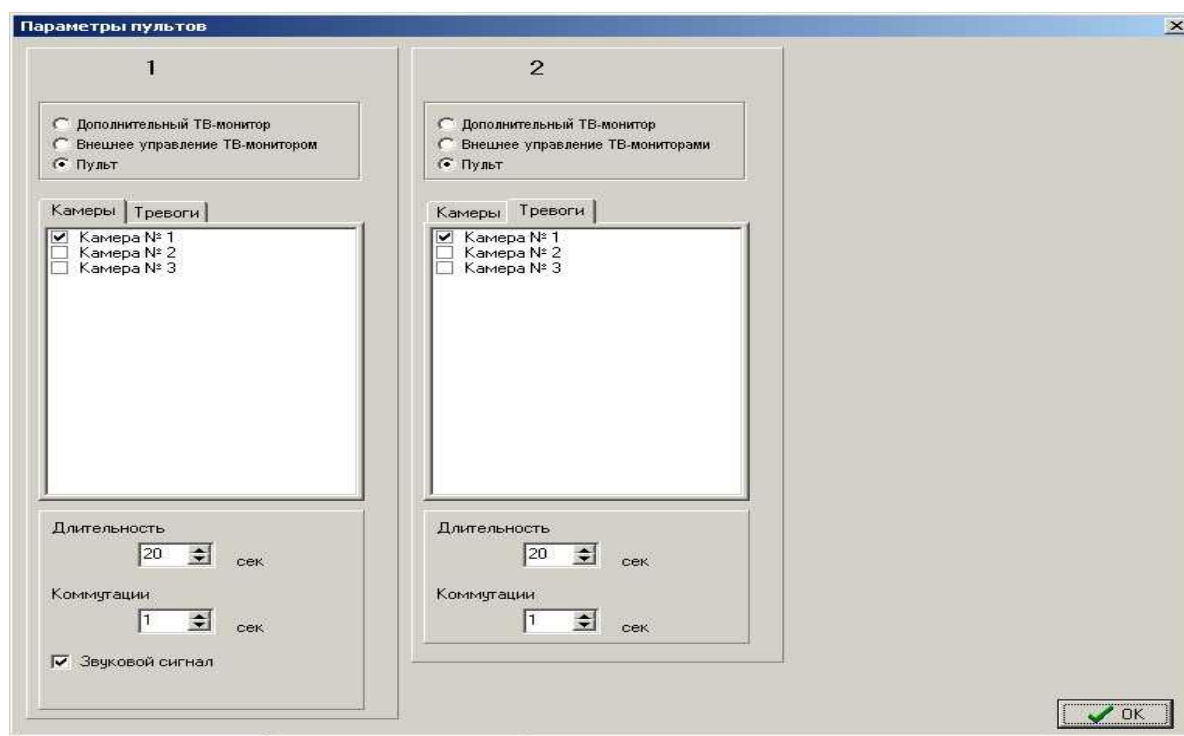 Параметры пультов
1
Дополнительный ТВ-монитор
Внешнее управление ТВ-монитором
Пульт
Камеры Тревоги
Камера № 1
Камера № 2
Камера № 3
Длительность
20 сек
Коммутации
1 сек
Звуковой сигнал
2
Дополнительный ТВ-монитор
Внешнее управление ТВ-мониторами
Пульт
Камеры Тревоги
Камера № 1
Камера № 2
Камера № 3
Длительность
20 сек
Коммутации
1 сек
OK